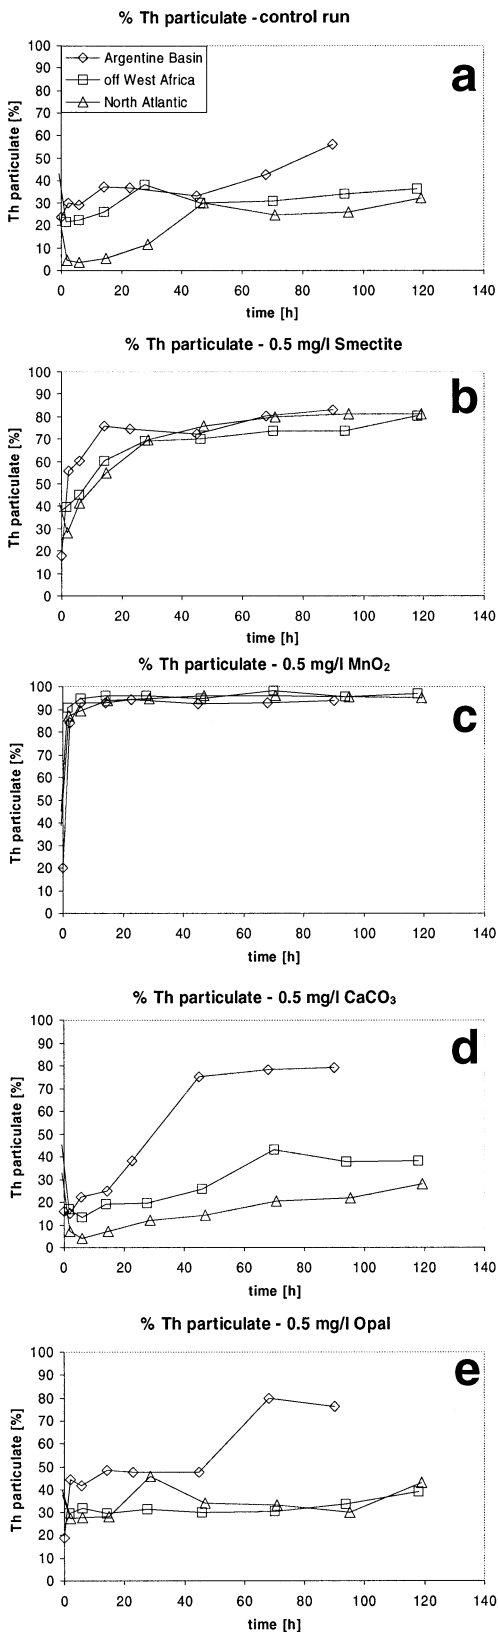 % Th particulate - control run
a
Argentine Basin
off West Africa
North Atlantic
Th particulate [%]
100
90
80
70
60
50
40
30
20
10
0
0 20 40 60 80 100 120 140
time [h]
% Th particulate - 0.5 mg/l Smectite
b
Th particulate [%]
100
90
80
70
60
50
40
30
20
10
0
0 20 40 60 80 100 120 140
time [h]
% Th particulate - 0.5 mg/l MnO₂
c
Th particulate [%]
100
90
80
70
60
50
40
30
20
10
0
0 20 40 60 80 100 120 140
time [h]
% Th particulate - 0.5 mg/l CaCO₃
d
Th particulate [%]
100
90
80
70
60
50
40
30
20
10
0
0 20 40 60 80 100 120 140
time [h]
% Th particulate - 0.5 mg/l Opal
e
Th particulate [%]
100
90
80
70
60
50
40
30
20
10
0
0 20 40 60 80 100 120 140
time [h]